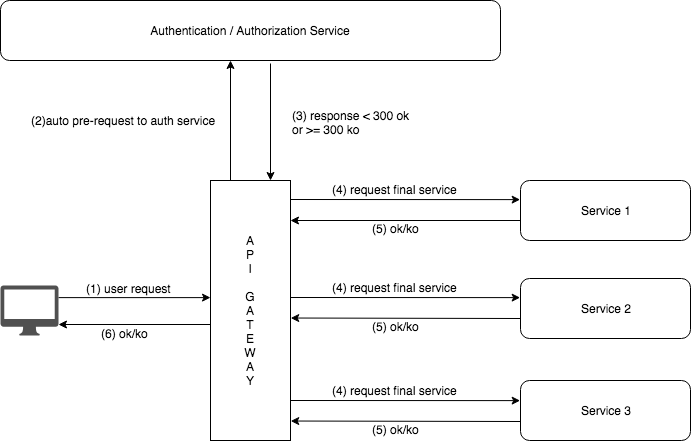 Authentication / Authorization Service
(2)auto pre-request to auth service
(3) response < 300 ok
or >= 300 ko
(4) request final service
Service 1
(5) ok/ko
A
P
I
G
A
T
E
W
A
Y
(1) user request
(6) ok/ko
(4) request final service
Service 2
(5) ok/ko
(4) request final service
Service 3
(5) ok/ko